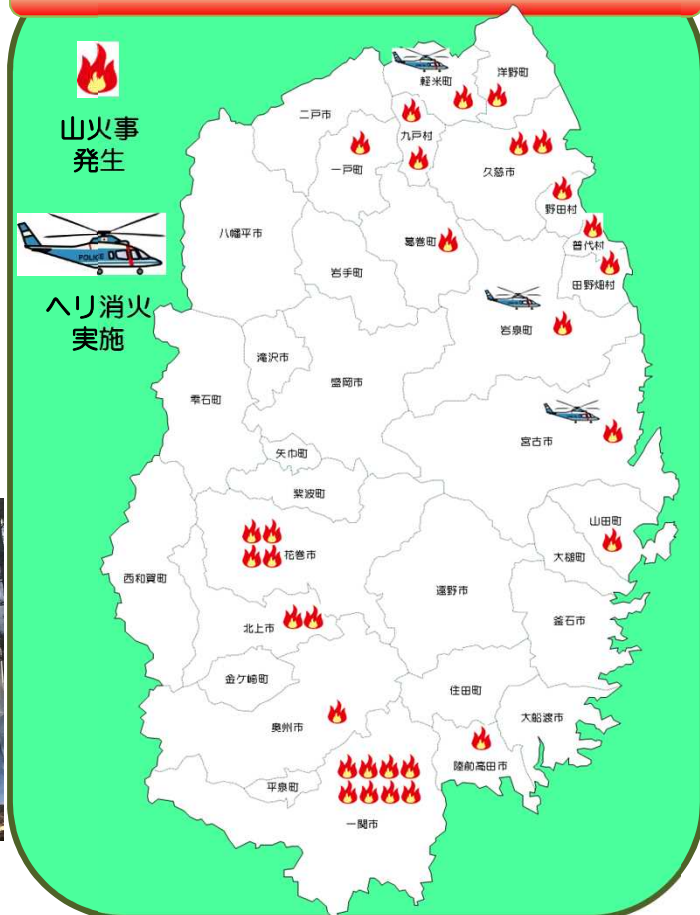 山火事
発生
ヘリ消火
実施
POLICE
洋野町
軽米町
二戸市
九戸村
一戸町
久慈市
野田村
八幡平市
葛巻町
普代村
岩手町
田野畑村
岩泉町
滝沢市
盛岡市
雫石町
宮古市
矢巾町
紫波町
山田町
花巻市
大槌町
西和賀町
遠野市
釜石市
北上市
金ケ崎町
住田町
大船渡市
奥州市
陸前高田市
平泉町
一関市